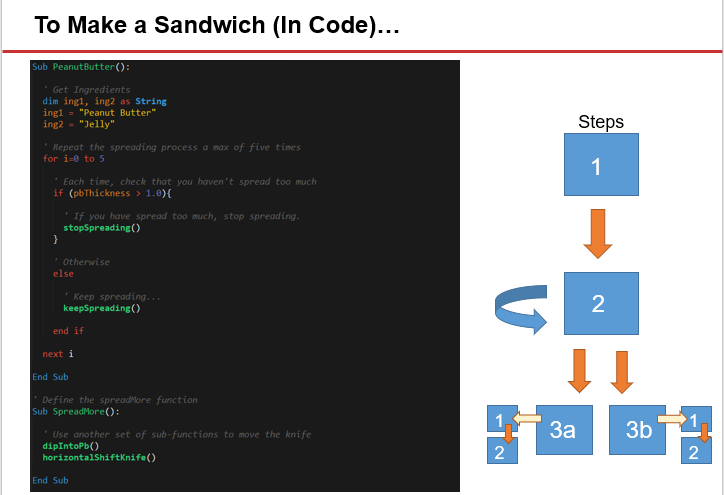 To Make a Sandwich (In Code)…
Sub PeanutButter():
' Get Ingredients
dim ing1, ing2 as String
ing1 = "Peanut Butter"
ing2 = "Jelly"
' Repeat the spreading process a max of five times
for i=0 to 5
' Each time, check that you haven't spread too much
if (pbThickness > 1.0){
' If you have spread too much, stop spreading.
stopSpreading()
}
' Otherwise
else
' Keep spreading...
keepSpreading()
end if
next i
End Sub
' Define the spreadMore function
Sub SpreadMore():
' Use another set of sub-functions to move the knife
dipIntoPb()
horizontalShiftKnife()
End Sub
Steps
1
2
1
3a
3b
1
2
2